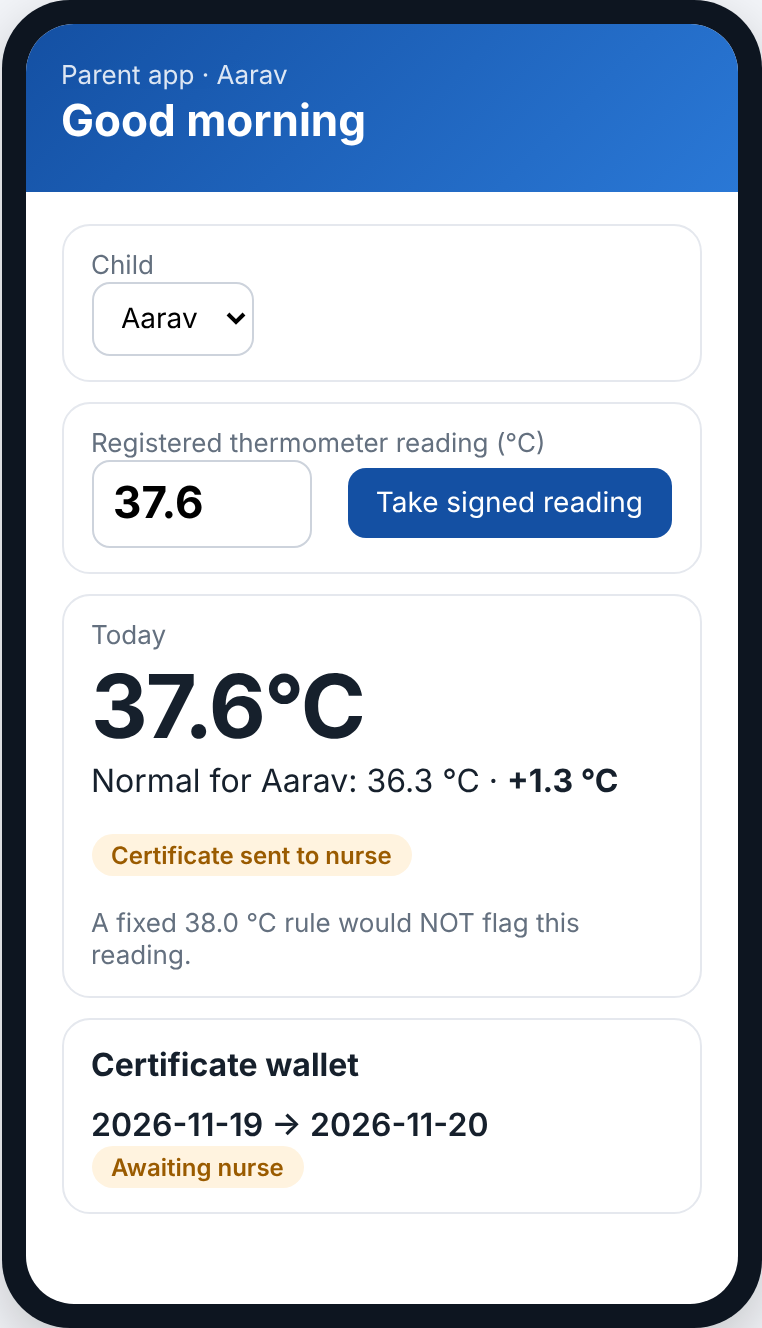 Parent app · Aarav
Good morning
Child
Aarav
Registered thermometer reading (°C)
37.6
Take signed reading
Today
37.6°C
Normal for Aarav: 36.3 °C · +1.3 °C
Certificate sent to nurse
A fixed 38.0 °C rule would NOT flag this
reading.
Certificate wallet
2026-11-19 → 2026-11-20
Awaiting nurse